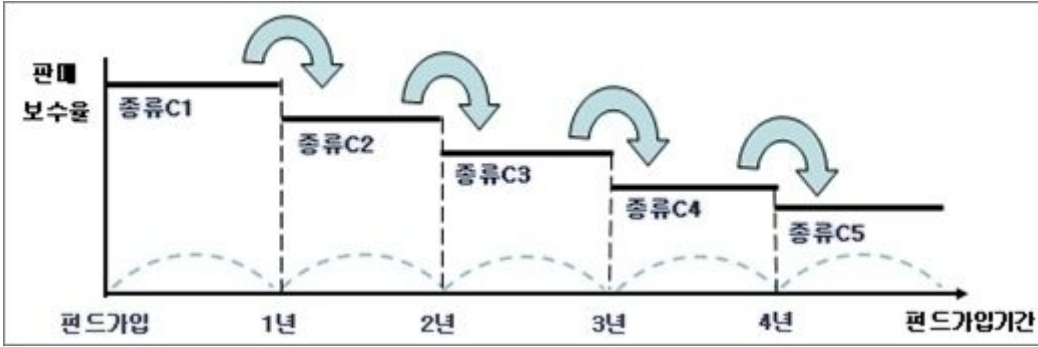 판매
보수율
종류C1
종류C2
종류C3
종류C4
종류C5
펀드가입
1년
2년
3년
4년
펀드가입기간